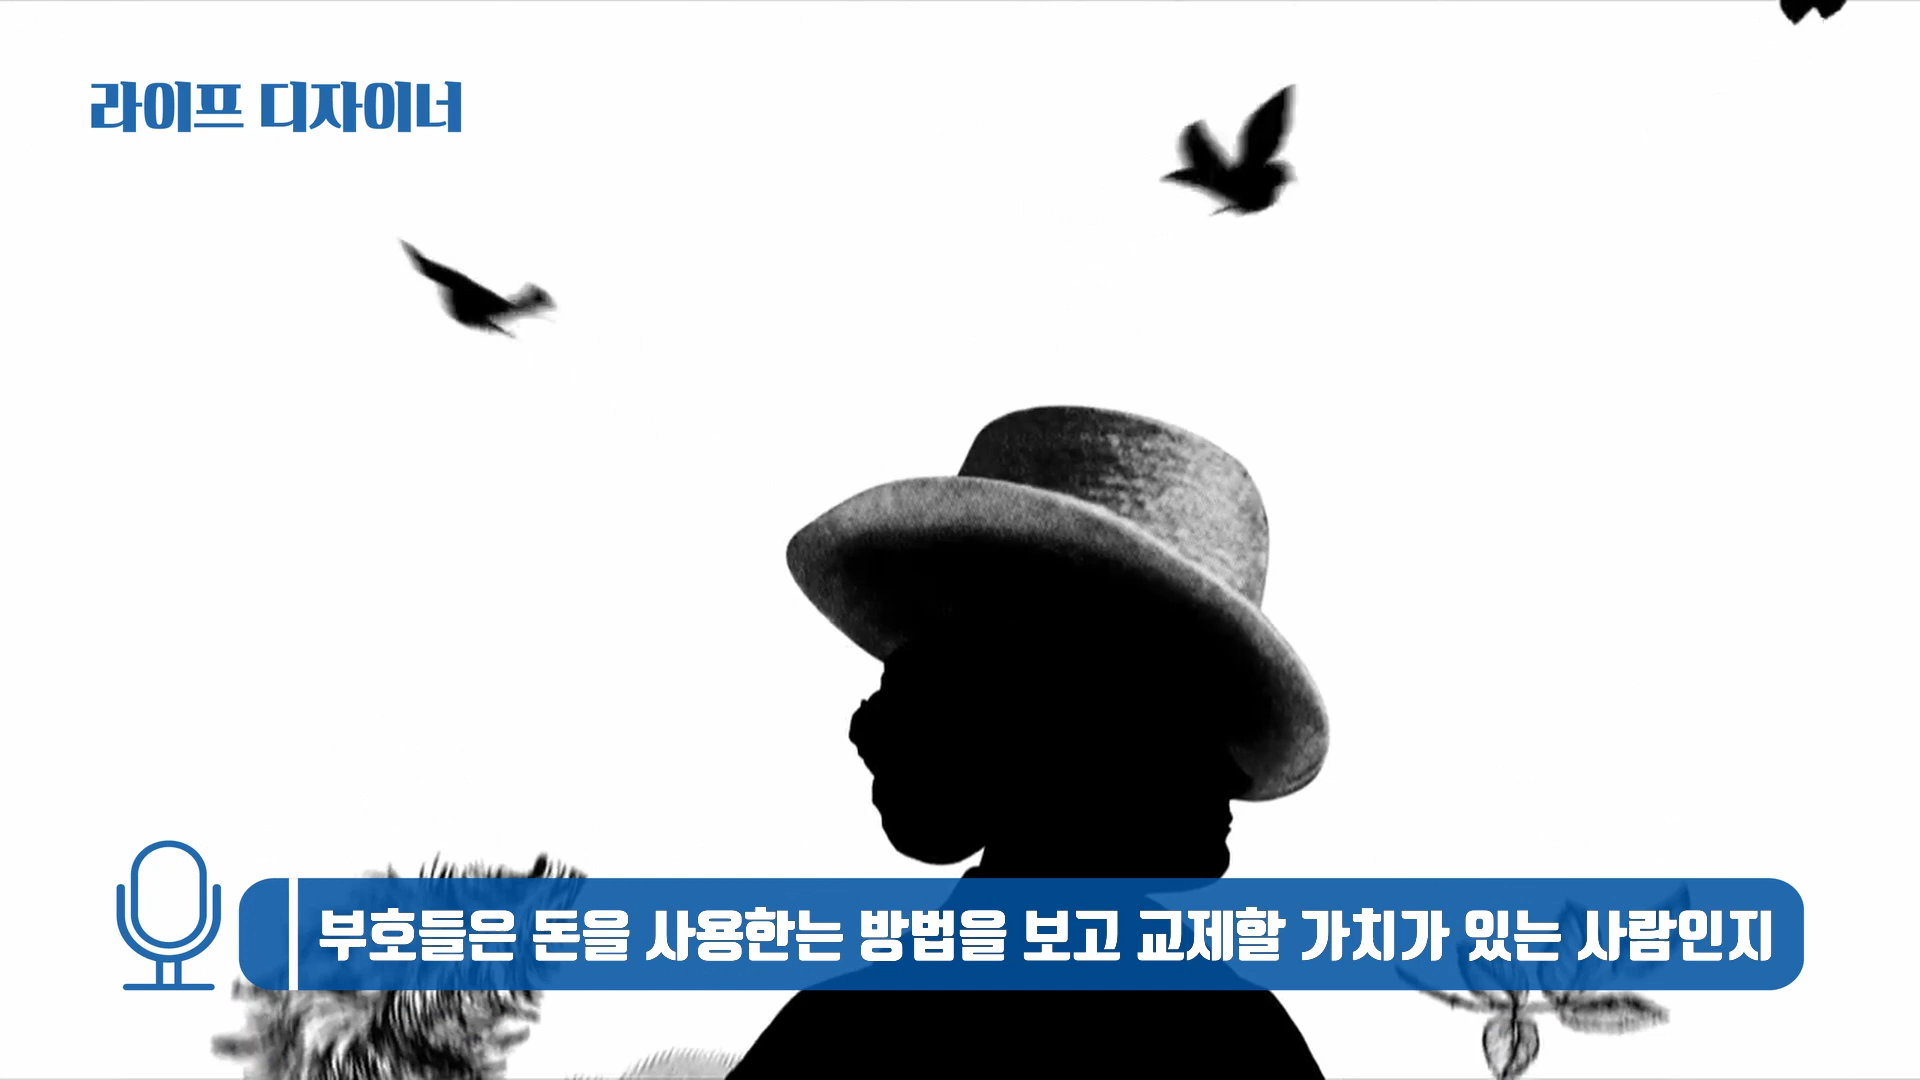 라이프 디자이너
부호들은 돈을 사용한는 방법을 보고 교제할 가치가 있는 사람인지